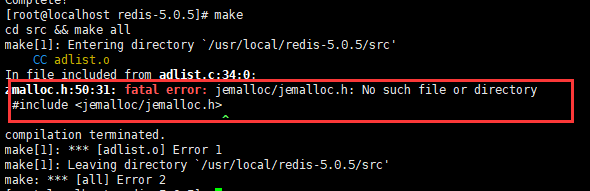 Complete!
[root@localhost redis-5.0.5]# make
cd src && make all
make[1]: Entering directory `/usr/local/redis-5.0.5/src'
    CC adlist.o
In file included from adlist.c:34:0:
zmalloc.h:50:31: fatal error: jemalloc/jemalloc.h: No such file or directory
 #include <jemalloc/jemalloc.h>
                               ^
compilation terminated.
make[1]: *** [adlist.o] Error 1
make[1]: Leaving directory `/usr/local/redis-5.0.5/src'
make: *** [all] Error 2